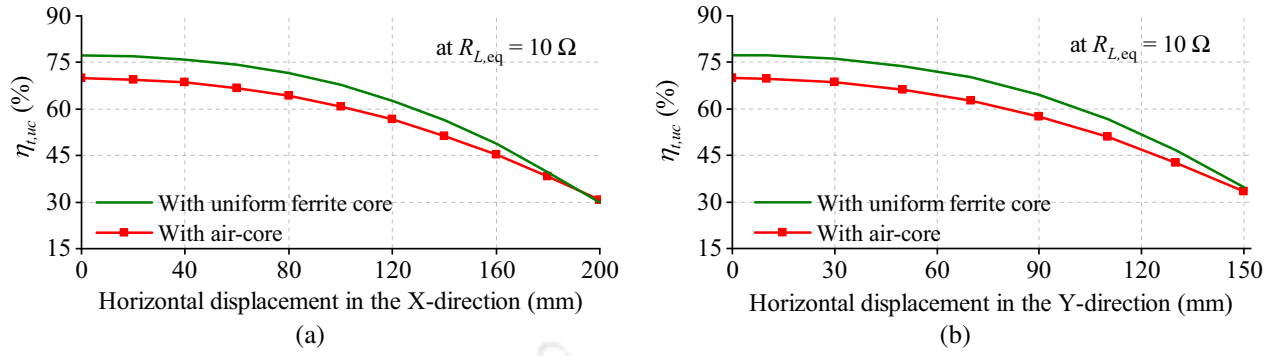 90
75
60
45
30
15
η_{t,uc} (%)
at R_{L,eq} = 10 Ω
With uniform ferrite core
With air-core
0 40 80 120 160 200
Horizontal displacement in the X-direction (mm)
(a)
90
75
60
45
30
15
η_{t,uc} (%)
at R_{L,eq} = 10 Ω
With uniform ferrite core
With air-core
0 30 60 90 120 150
Horizontal displacement in the Y-direction (mm)
(b)